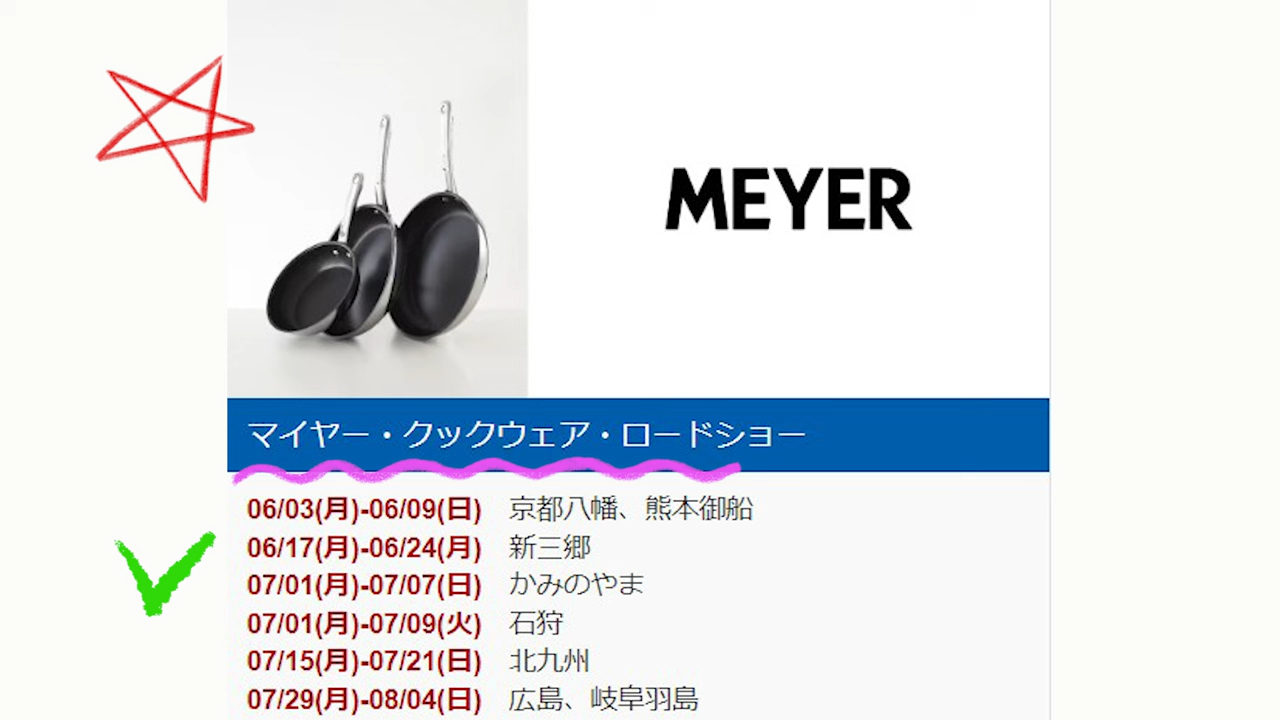 MEYER
マイヤー・クックウェア・ロードショー
06/03(月)-06/09(日) 京都八幡、熊本御船
06/17(月)-06/24(月) 新三郷
07/01(月)-07/07(日) かみのやま
07/01(月)-07/09(火) 石狩
07/15(月)-07/21(日) 北九州
07/29(月)-08/04(日) 広島、岐阜羽島